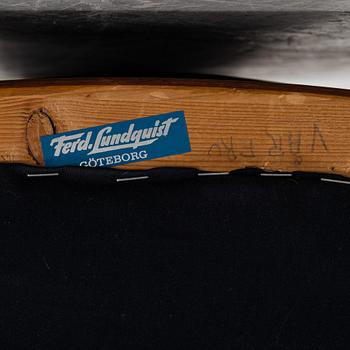 Ferd. Lundquist
GÖTEBORG
VÅR FRU